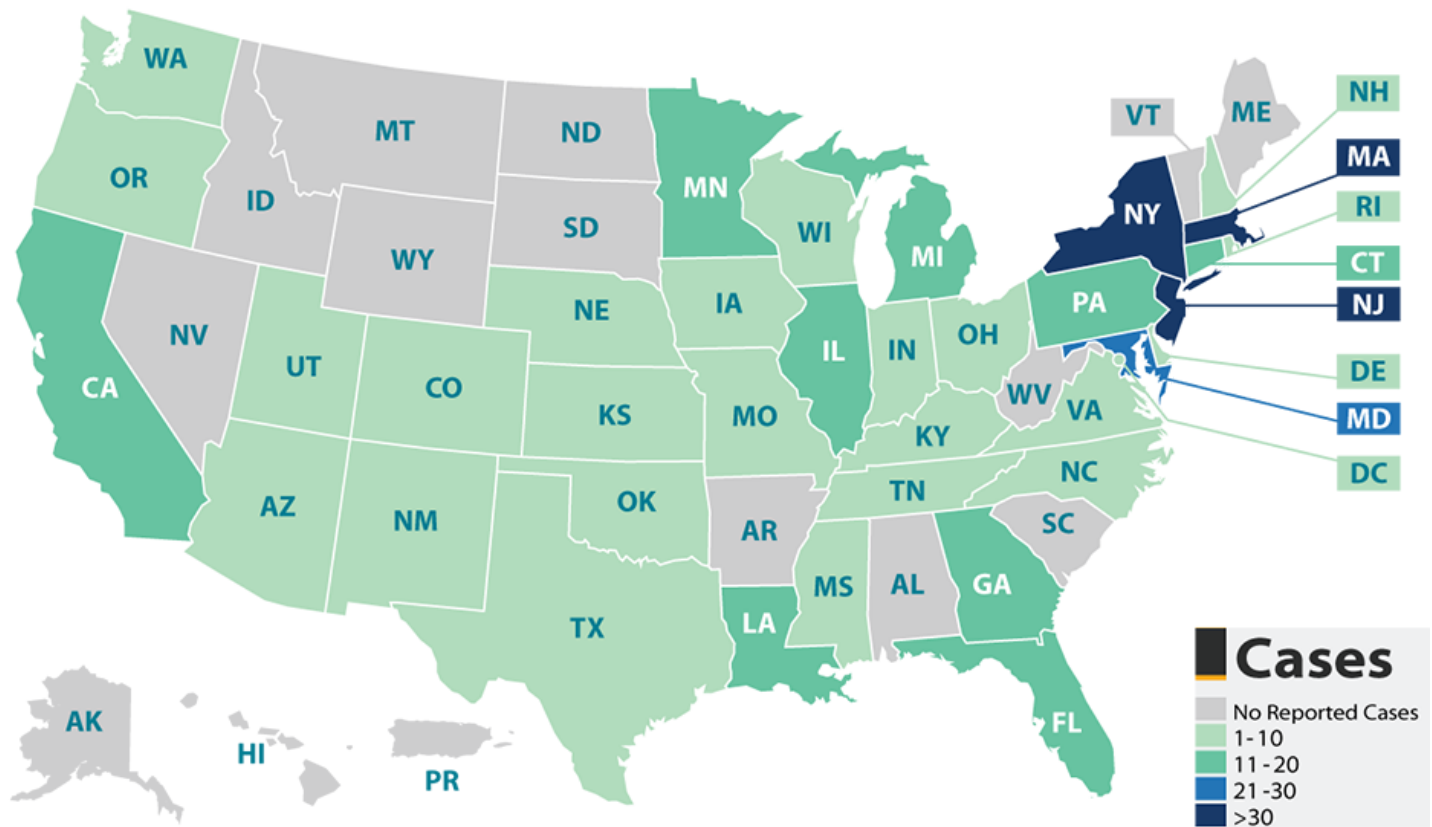 WA
MT
ND
MN
VT
ME
NH
MA
OR
ID
SD
WI
NY
RI
WY
MI
CT
NV
NE
IA
PA
NJ
UT
CO
IL
IN
OH
CA
KS
MO
WV
VA
DE
KY
MD
AZ
NM
OK
TN
NC
DC
AR
SC
TX
LA
MS
AL
GA
AK
HI
PR
FL
Cases
No Reported Cases
1-10
11-20
21-30
>30